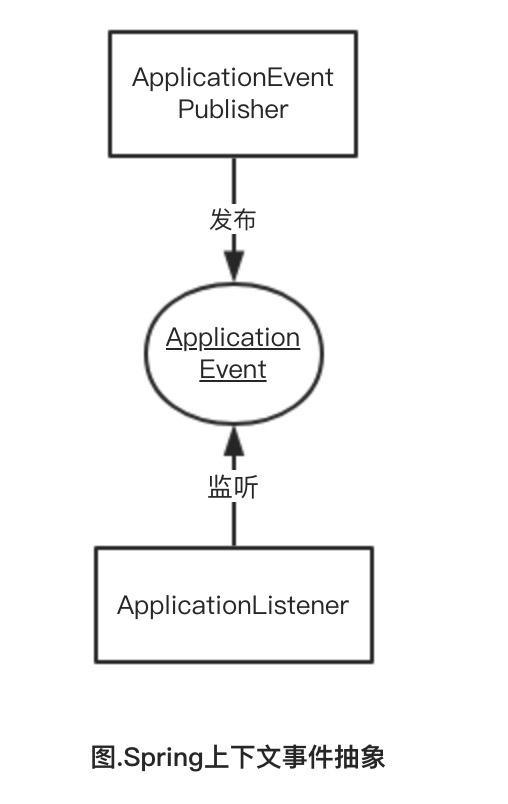 ApplicationEvent
Publisher
发布
Application
Event
监听
ApplicationListener
图.Spring上下文事件抽象